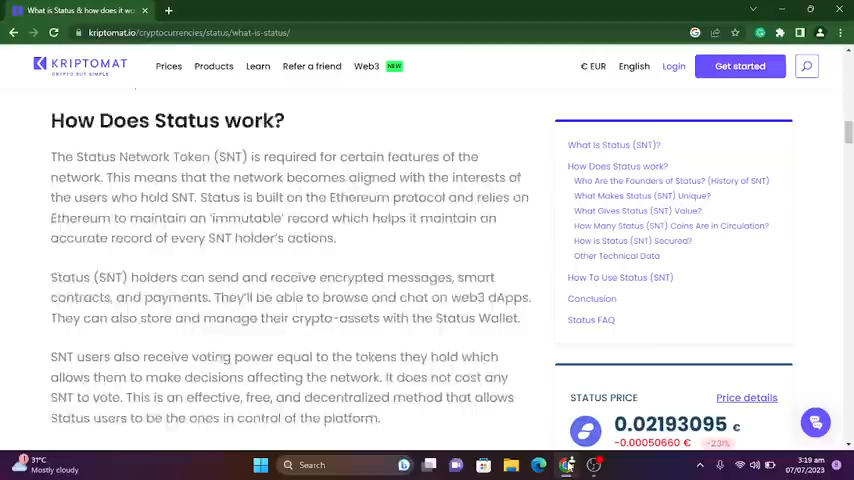 What is Status & how does it wo
kriptomat.io/cryptocurrencies/status/what-is-status/
KRIPTOMAT
CRYPTO BUT SIMPLE
Prices
Products
Learn
Refer a friend
Web3
NEW
€ EUR
English
Login
Get started
How Does Status work?
The Status Network Token (SNT) is required for certain features of the
network. This means that the network becomes aligned with the interests of
the users who hold SNT. Status is built on the Ethereum protocol and relies on
Ethereum to maintain an 'immutable' record which helps it maintain an
accurate record of every SNT holder's actions.
Status (SNT) holders can send and receive encrypted messages, smart
contracts, and payments. They'll be able to browse and chat on web3 dApps.
They can also store and manage their crypto-assets with the Status Wallet.
SNT users also receive voting power equal to the tokens they hold which
allows them to make decisions affecting the network. It does not cost any
SNT to vote. This is an effective, free, and decentralized method that allows
Status users to be the ones in control of the platform.
What Is Status (SNT)?
How Does Status work?
Who Are the Founders of Status? (History of SNT)
What Makes Status (SNT) Unique?
What Gives Status (SNT) Value?
How Many Status (SNT) Coins Are in Circulation?
How Is Status (SNT) Secured?
Other Technical Data
How To Use Status (SNT)
Conclusion
Status FAQ
STATUS PRICE
Price details
0.02193095 €
-0.00050660 €
-2.31%
1
31°C
Mostly cloudy
Search
3:19 am
07/07/2023